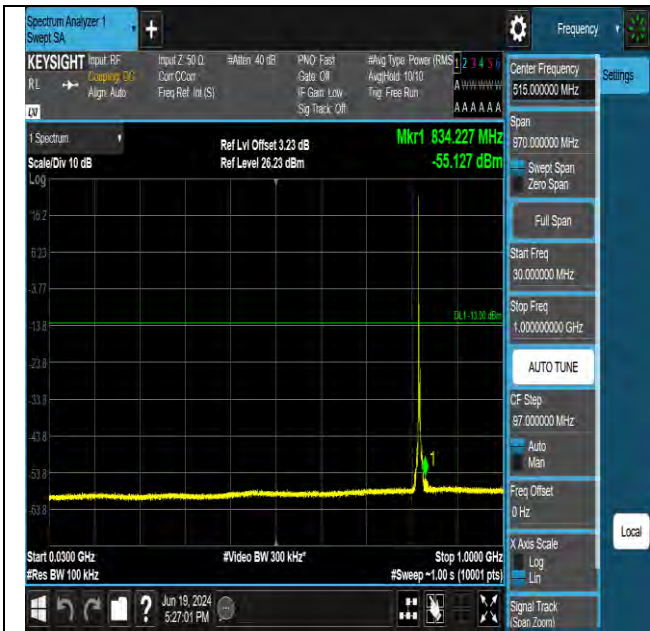 Spectrum Analyzer 1
Swept SA
Frequency
KEYSIGHT
RL
Input: RF
Coupling: DC
Align: Auto
Input Z: 50 Ω
Corr CCorr
Freq Ref: Int (S)
#Atten: 40 dB
PNO: Fast
Gate: Off
IF Gain: Low
Sig Track: Off
#Avg Type: Power (RMS
Avg|Hold: 10/10
Trig: Free Run
1 2 3 4 5 6
A W W W W W
A A A A A A
Center Frequency
515.000000 MHz
Settings
1 Spectrum
Scale/Div 10 dB
Log
Ref Lvl Offset 3.23 dB
Ref Level 26.23 dBm
Mkr1 834.227 MHz
-55.127 dBm
16.2
6.23
-3.77
-13.8
-23.8
-33.8
-43.8
-53.8
-63.8
DL1 -13.00 dBm
1
Start 0.0300 GHz
#Res BW 100 kHz
#Video BW 300 kHz*
Stop 1.0000 GHz
#Sweep ~1.00 s (10001 pts)
Span
970.000000 MHz
Swept Span
Zero Span
Full Span
Start Freq
30.000000 MHz
Stop Freq
1.000000000 GHz
AUTO TUNE
CF Step
97.000000 MHz
Auto
Man
Freq Offset
0 Hz
X Axis Scale
Log
Lin
Signal Track
(Span Zoom)
Local
?
Jun 19, 2024
5:27:01 PM